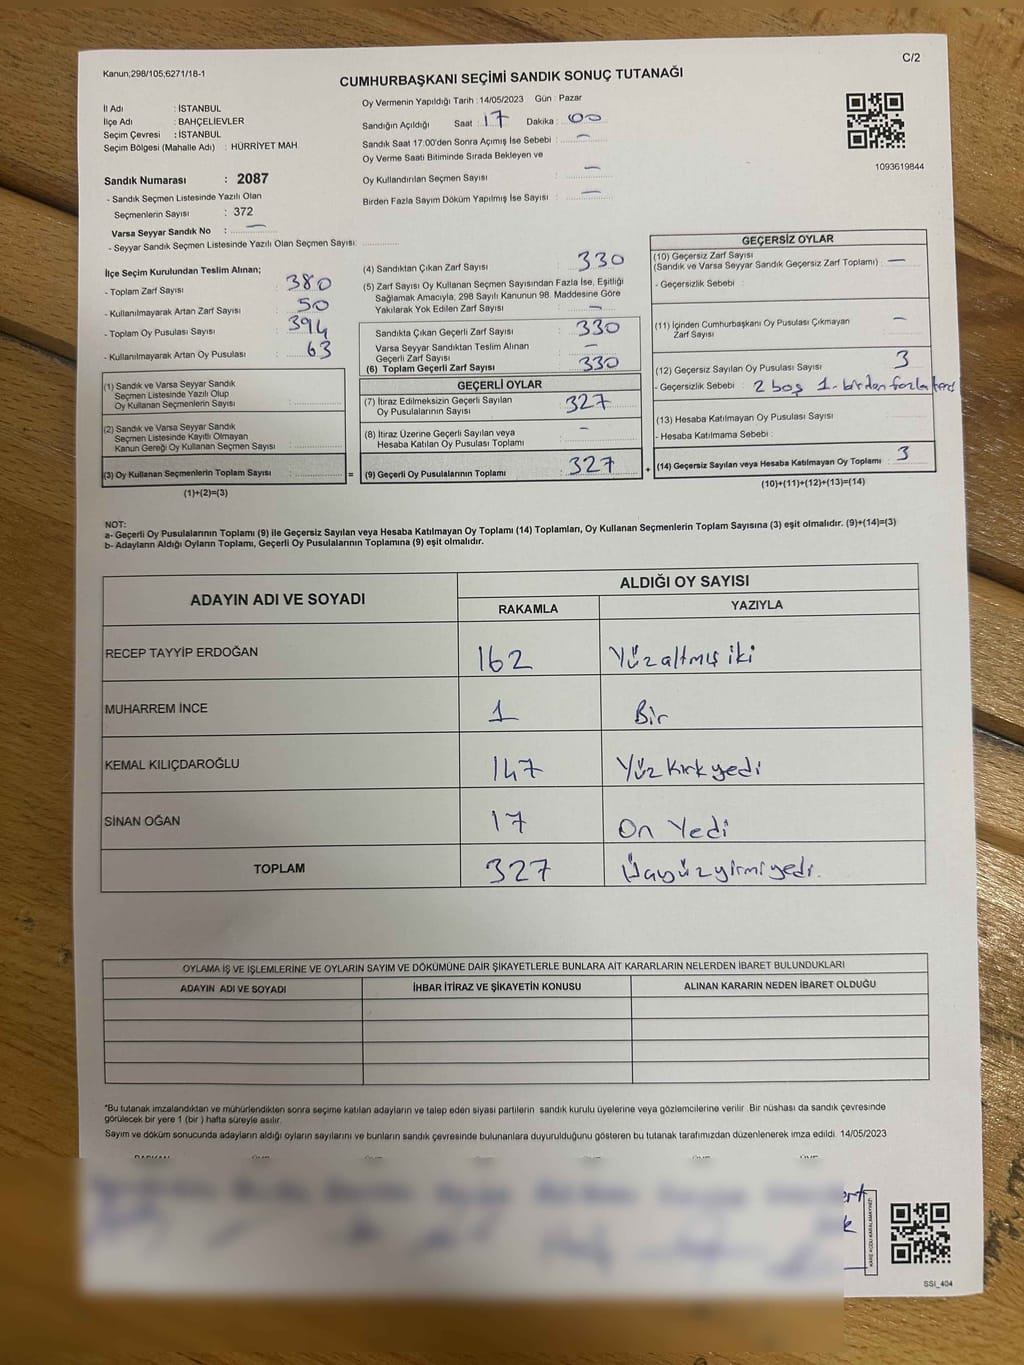 Kanun;298/105;6271/18-1
C/2
CUMHURBAŞKANI SEÇİMİ SANDIK SONUÇ TUTANAĞI
İl Adı : İSTANBUL
İlçe Adı : BAHÇELİEVLER
Seçim Çevresi : İSTANBUL
Seçim Bölgesi (Mahalle Adı) : HÜRRİYET MAH.
Oy Vermenin Yapıldığı Tarih : 14/05/2023 Gün : Pazar
Sandığın Açıldığı Saat : 17 Dakika : 00
Sandık Saat 17:00'den Sonra Açımış İse Sebebi : —
Oy Verme Saati Bitiminde Sırada Bekleyen ve
Oy Kullandırılan Seçmen Sayısı —
Birden Fazla Sayım Döküm Yapılmış İse Sayısı : —
1093619844
Sandık Numarası : 2087
- Sandık Seçmen Listesinde Yazılı Olan
Seçmenlerin Sayısı : 372
Varsa Seyyar Sandık No : —
- Seyyar Sandık Seçmen Listesinde Yazılı Olan Seçmen Sayısı:
İlçe Seçim Kurulundan Teslim Alınan;
- Toplam Zarf Sayısı : 380
- Kullanılmayarak Artan Zarf Sayısı : 50
- Toplam Oy Pusulası Sayısı : 394
- Kullanılmayarak Artan Oy Pusulası : 63
(1) Sandık ve Varsa Seyyar Sandık
Seçmen Listesinde Yazılı Olup
Oy Kullanan Seçmenlerin Sayısı :
(2) Sandık ve Varsa Seyyar Sandık
Seçmen Listesinde Kayıtlı Olmayan
Kanun Gereği Oy Kullanan Seçmen Sayısı :
(3) Oy Kullanan Seçmenlerin Toplam Sayısı :
(1)+(2)=(3)
(4) Sandıktan Çıkan Zarf Sayısı : 330
(5) Zarf Sayısı Oy Kullanan Seçmen Sayısından Fazla İse, Eşitliği
Sağlamak Amacıyla; 298 Sayılı Kanunun 98. Maddesine Göre
Yakılarak Yok Edilen Zarf Sayısı : —
Sandıkta Çıkan Geçerli Zarf Sayısı : 330
Varsa Seyyar Sandıktan Teslim Alınan
Geçerli Zarf Sayısı : —
(6) Toplam Geçerli Zarf Sayısı : 330
GEÇERLİ OYLAR
(7) İtiraz Edilmeksizin Geçerli Sayılan
Oy Pusulalarının Sayısı : 327
(8) İtiraz Üzerine Geçerli Sayılan veya
Hesaba Katılan Oy Pusulası Toplamı : —
= (9) Geçerli Oy Pusulalarının Toplamı : 327
GEÇERSİZ OYLAR
(10) Geçersiz Zarf Sayısı
(Sandık ve Varsa Seyyar Sandık Geçersiz Zarf Toplamı) : —
- Geçersizlik Sebebi :
(11) İçinden Cumhurbaşkanı Oy Pusulası Çıkmayan
Zarf Sayısı : —
(12) Geçersiz Sayılan Oy Pusulası Sayısı : 3
- Geçersizlik Sebebi : 2 boş 1-birden fazla
(13) Hesaba Katılmayan Oy Pusulası Sayısı :
- Hesaba Katılmama Sebebi :
+ (14) Geçersiz Sayılan veya Hesaba Katılmayan Oy Toplamı : 3
(10)+(11)+(12)+(13)=(14)
NOT:
a- Geçerli Oy Pusulalarının Toplamı (9) ile Geçersiz Sayılan veya Hesaba Katılmayan Oy Toplamı (14) Toplamları, Oy Kullanan Seçmenlerin Toplam Sayısına (3) eşit olmalıdır. (9)+(14)=(3)
b- Adayların Aldığı Oyların Toplamı, Geçerli Oy Pusulalarının Toplamına (9) eşit olmalıdır.
ADAYIN ADI VE SOYADI
ALDIĞI OY SAYISI
RAKAMLA YAZIYLA
RECEP TAYYİP ERDOĞAN 162 Yüzaltmış iki
MUHARREM İNCE 1 Bir
KEMAL KILIÇDAROĞLU 147 Yüz Kırkyedi
SİNAN OĞAN 17 On Yedi
TOPLAM 327 Üçyüzyirmiyedi.
OYLAMA İŞ VE İŞLEMLERİNE VE OYLARIN SAYIM VE DÖKÜMÜNE DAİR ŞİKAYETLERLE BUNLARA AİT KARARLARIN NELERDEN İBARET BULUNDUKLARI
ADAYIN ADI VE SOYADI İHBAR İTİRAZ VE ŞİKAYETİN KONUSU ALINAN KARARIN NEDEN İBARET OLDUĞU
*Bu tutanak imzalandıktan ve mühürlendikten sonra seçime katılan adayların ve talep eden siyasi partilerin sandık kurulu üyelerine veya gözlemcilerine verilir. Bir nüshası da sandık çevresinde
görülecek bir yere 1 (bir ) hafta süreyle asılır.
Sayım ve döküm sonucunda adayların aldığı oyların sayılarını ve bunların sandık çevresinde bulunanlara duyurulduğunu gösteren bu tutanak tarafımızdan düzenlenerek imza edildi. 14/05/2023
KARE KODU KARALAMAYINIZ!
SSI_404